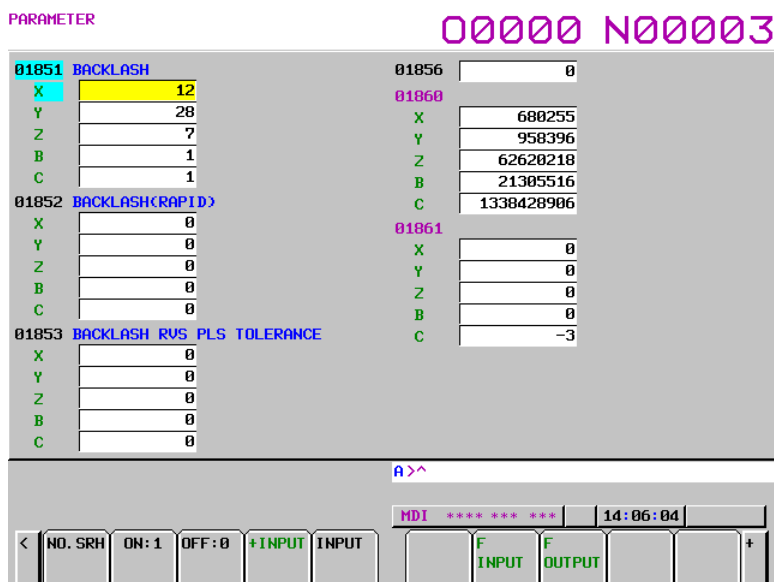 PARAMETER
O0000 N00003
01851 BACKLASH
X 12
Y 28
Z 7
B 1
C 1
01852 BACKLASH(RAPID)
X 0
Y 0
Z 0
B 0
C 0
01853 BACKLASH RVS PLS TOLERANCE
X 0
Y 0
Z 0
B 0
C 0
01856 0
01860
X 680255
Y 958396
Z 62620218
B 21305516
C 1338428906
01861
X 0
Y 0
Z 0
B 0
C -3
A>^
MDI **** *** *** 14:06:04
< NO.SRH ON:1 OFF:0 +INPUT INPUT F INPUT F OUTPUT +